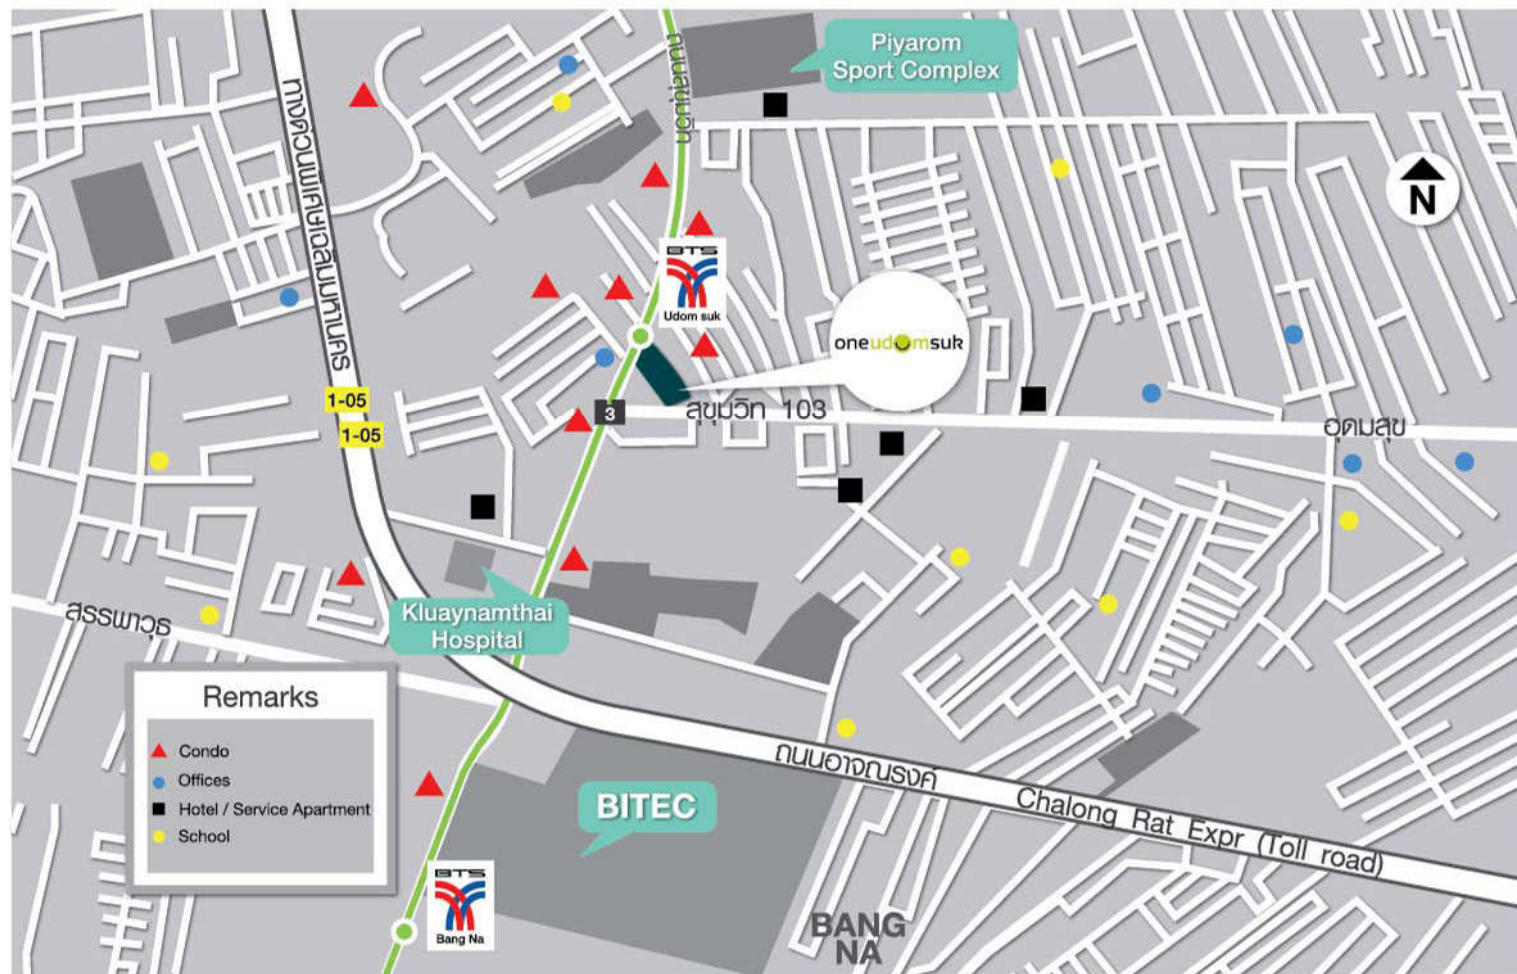 Piyarom
Sport Complex
ถนนสุขุมวิท
ทางด่วนพิเศษเฉลิมมหานคร
N
BTS
Udom suk
oneudomsuk
1-05
1-05
3
สุขุมวิท 103
อุดมสุข
สรรพาวุธ
Kluaynamthai
Hospital
Remarks
Condo
Offices
Hotel / Service Apartment
School
ถนนอาจณรงค์
Chalong Rat Expr (Toll road)
BITEC
BTS
Bang Na
BANG
NA